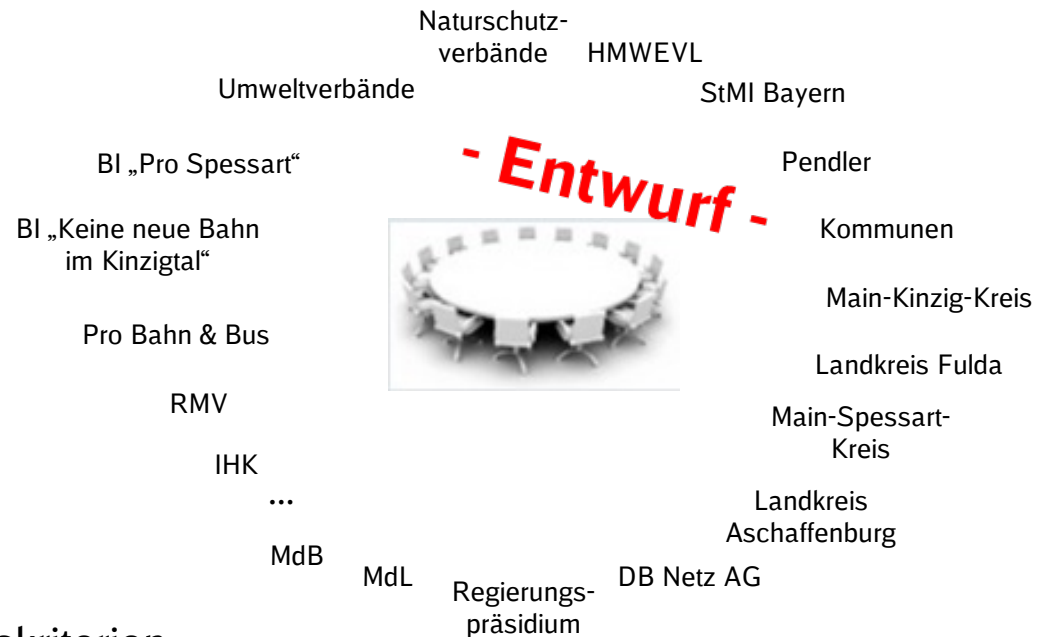 Naturschutz-
verbände
HMWEVL
Umweltverbände
StMI Bayern
- Entwurf -
BI „Pro Spessart“
Pendler
BI „Keine neue Bahn
im Kinzigtal“
Kommunen
Main-Kinzig-Kreis
Pro Bahn & Bus
Landkreis Fulda
RMV
Main-Spessart-
Kreis
IHK
...
Landkreis
Aschaffenburg
MdB
MdL
Regierungs-
präsidium
DB Netz AG